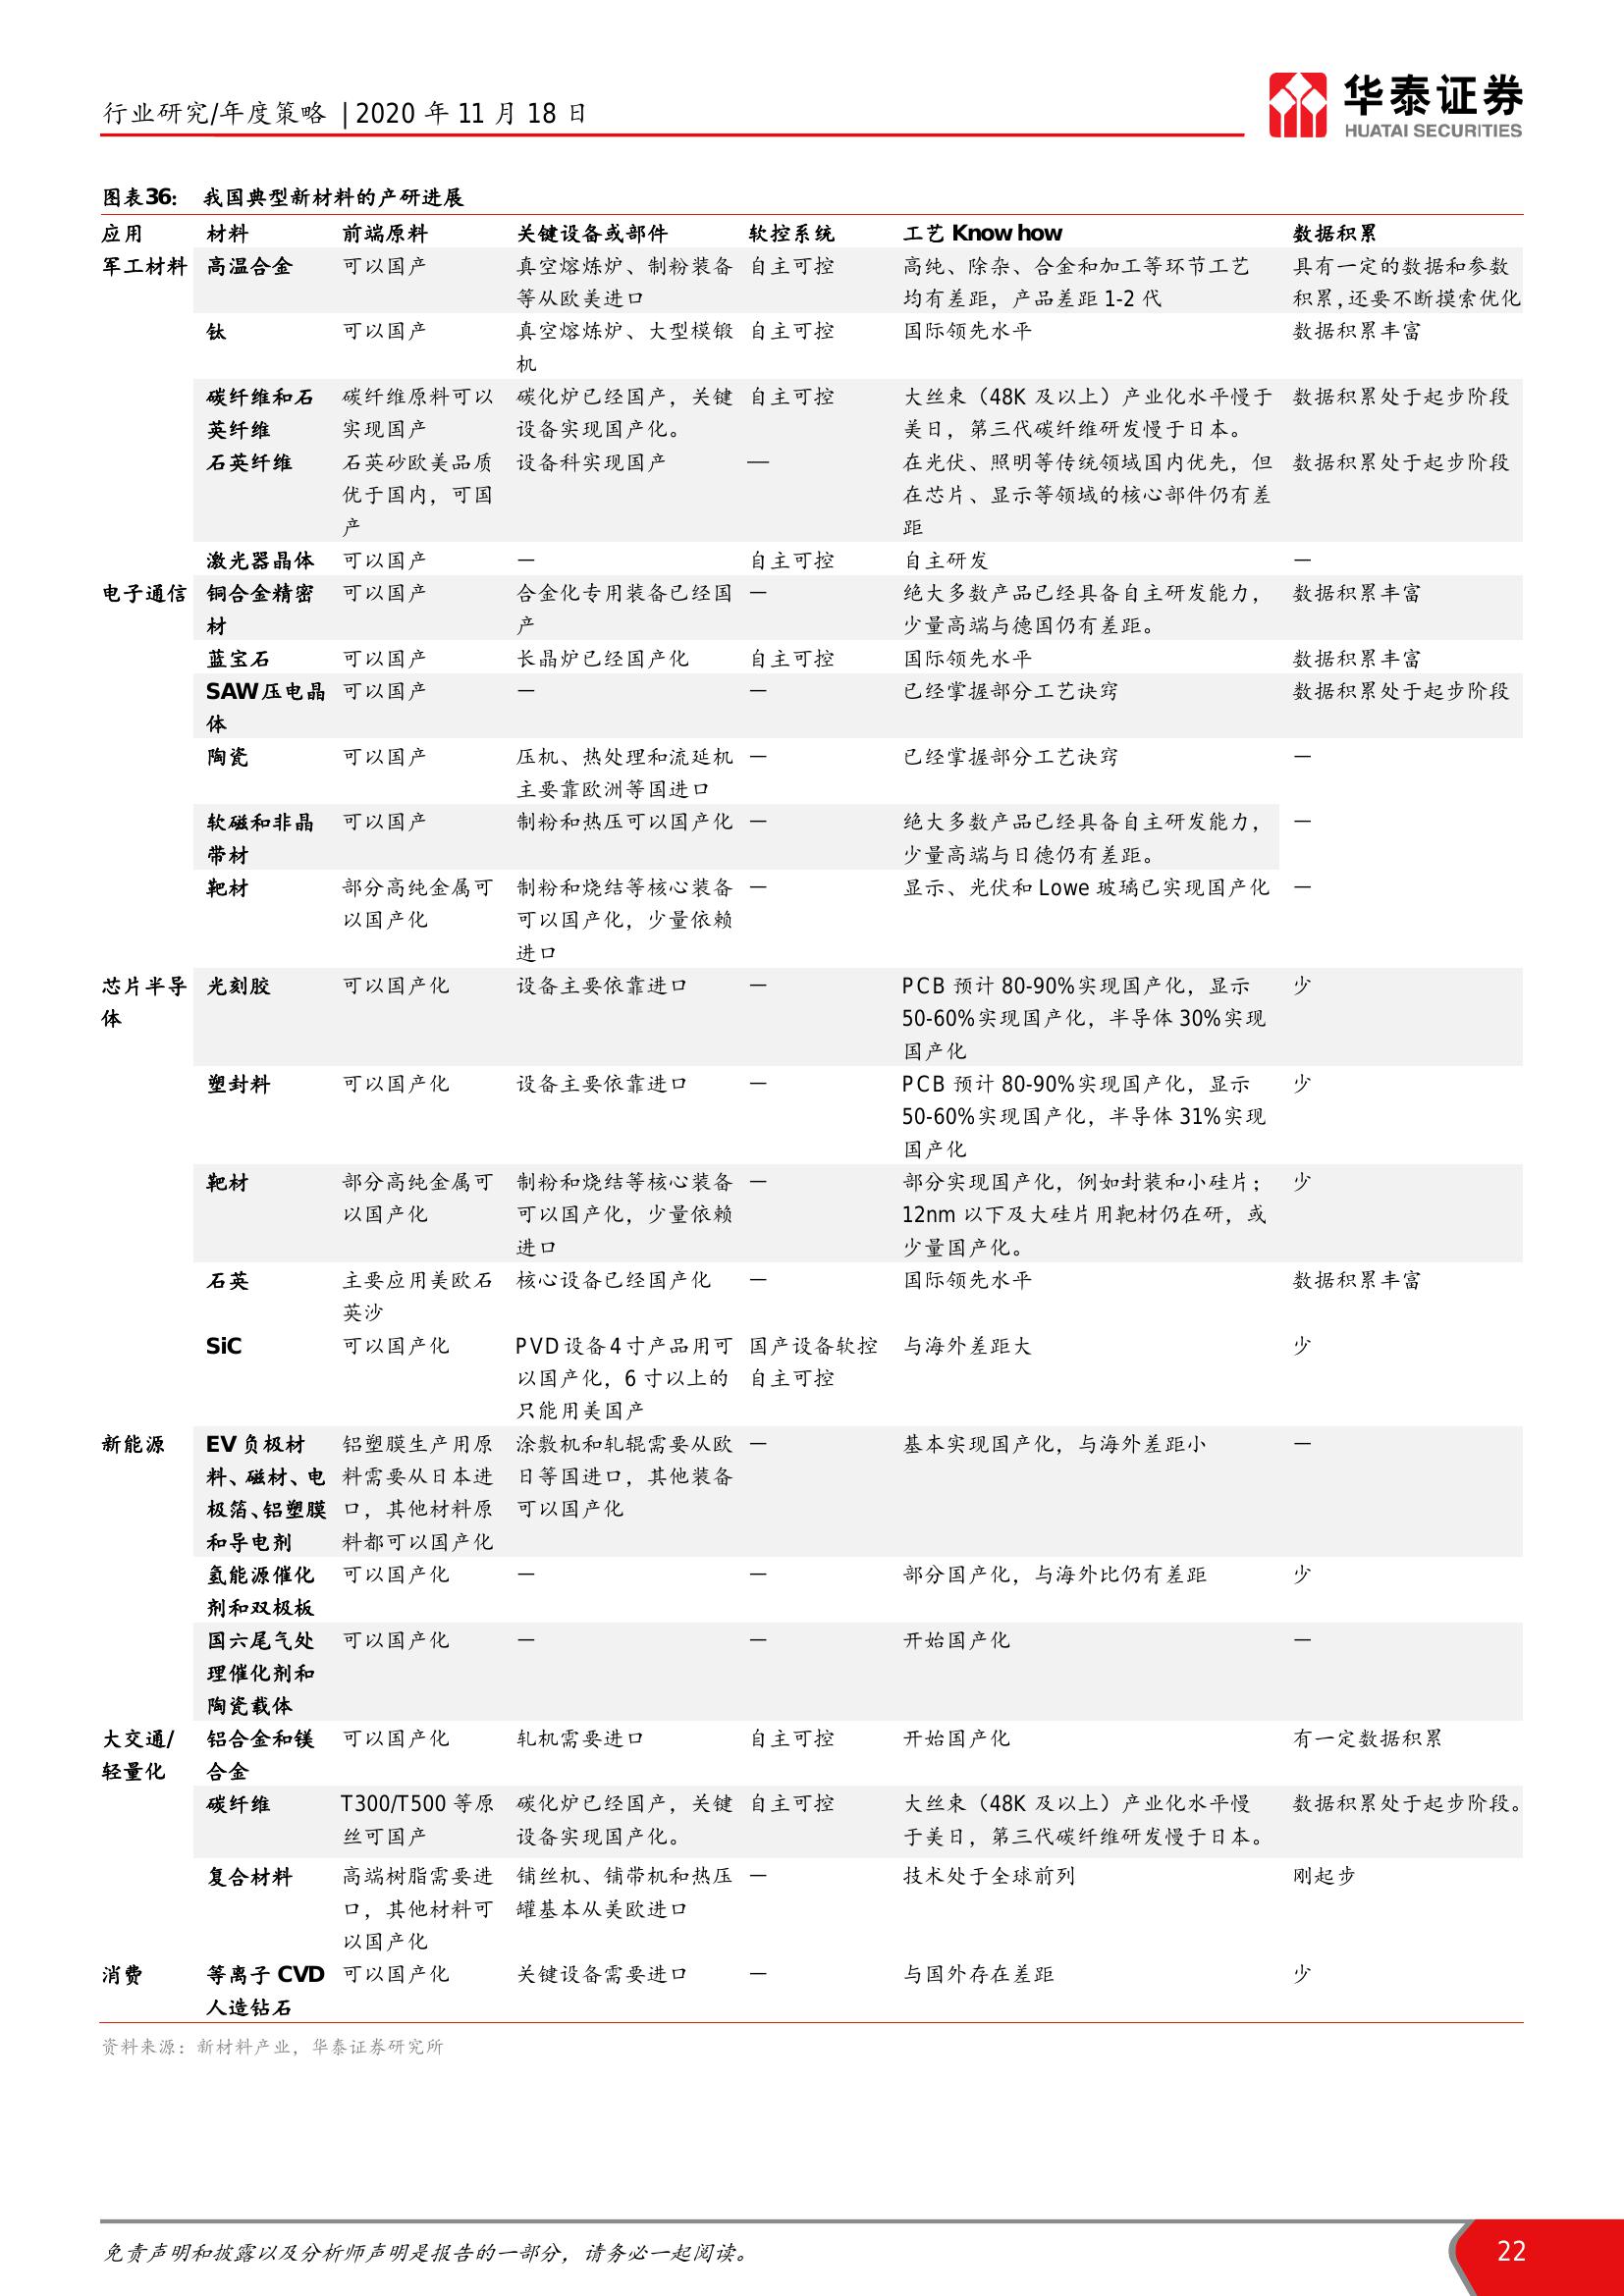 行业研究/年度策略 | 2020 年 11 月 18 日
华泰证券
HUATAI SECURITIES
图表36: 我国典型新材料的产研进展
应用 材料 前端原料 关键设备或部件 软控系统 工艺 Know how 数据积累
军工材料 高温合金 可以国产 真空熔炼炉、制粉装备 自主可控 高纯、除杂、合金和加工等环节工艺 具有一定的数据和参数
等从欧美进口 均有差距，产品差距 1-2 代 积累,还要不断摸索优化
钛 可以国产 真空熔炼炉、大型模锻 自主可控 国际领先水平 数据积累丰富
机
碳纤维和石 碳纤维原料可以 碳化炉已经国产，关键 自主可控 大丝束（48K 及以上）产业化水平慢于 数据积累处于起步阶段
英纤维 实现国产 设备实现国产化。 美日，第三代碳纤维研发慢于日本。
石英纤维 石英砂欧美品质 设备科实现国产 — 在光伏、照明等传统领域国内优先，但 数据积累处于起步阶段
优于国内，可国 在芯片、显示等领域的核心部件仍有差
产 距
激光器晶体 可以国产 — 自主可控 自主研发 —
电子通信 铜合金精密 可以国产 合金化专用装备已经国 — 绝大多数产品已经具备自主研发能力， 数据积累丰富
材 产 少量高端与德国仍有差距。
蓝宝石 可以国产 长晶炉已经国产化 自主可控 国际领先水平 数据积累丰富
SAW压电晶 可以国产 — — 已经掌握部分工艺诀窍 数据积累处于起步阶段
体
陶瓷 可以国产 压机、热处理和流延机 — 已经掌握部分工艺诀窍 —
主要靠欧洲等国进口
软磁和非晶 可以国产 制粉和热压可以国产化 — 绝大多数产品已经具备自主研发能力， —
带材 少量高端与日德仍有差距。
靶材 部分高纯金属可 制粉和烧结等核心装备 — 显示、光伏和 Lowe 玻璃已实现国产化 —
以国产化 可以国产化，少量依赖
进口
芯片半导 光刻胶 可以国产化 设备主要依靠进口 — PCB 预计 80-90%实现国产化，显示 少
体 50-60%实现国产化，半导体 30%实现
国产化
塑封料 可以国产化 设备主要依靠进口 — PCB 预计 80-90%实现国产化，显示 少
50-60%实现国产化，半导体 31%实现
国产化
靶材 部分高纯金属可 制粉和烧结等核心装备 — 部分实现国产化，例如封装和小硅片； 少
以国产化 可以国产化，少量依赖 12nm 以下及大硅片用靶材仍在研，或
进口 少量国产化。
石英 主要应用美欧石 核心设备已经国产化 — 国际领先水平 数据积累丰富
英沙
SiC 可以国产化 PVD设备4寸产品用可 国产设备软控 与海外差距大 少
以国产化，6 寸以上的 自主可控
只能用美国产
新能源 EV 负极材 铝塑膜生产用原 涂敷机和轧辊需要从欧 — 基本实现国产化，与海外差距小 —
料、磁材、电 料需要从日本进 日等国进口，其他装备
极箔、铝塑膜 口，其他材料原 可以国产化
和导电剂 料都可以国产化
氢能源催化 可以国产化 — — 部分国产化，与海外比仍有差距 少
剂和双极板
国六尾气处 可以国产化 — — 开始国产化 —
理催化剂和
陶瓷载体
大交通/ 铝合金和镁 可以国产化 轧机需要进口 自主可控 开始国产化 有一定数据积累
轻量化 合金
碳纤维 T300/T500 等原 碳化炉已经国产，关键 自主可控 大丝束（48K 及以上）产业化水平慢 数据积累处于起步阶段。
丝可国产 设备实现国产化。 于美日，第三代碳纤维研发慢于日本。
复合材料 高端树脂需要进 铺丝机、铺带机和热压 — 技术处于全球前列 刚起步
口，其他材料可 罐基本从美欧进口
以国产化
消费 等离子 CVD 可以国产化 关键设备需要进口 — 与国外存在差距 少
人造钻石
资料来源：新材料产业，华泰证券研究所
免责声明和披露以及分析师声明是报告的一部分，请务必一起阅读。 22